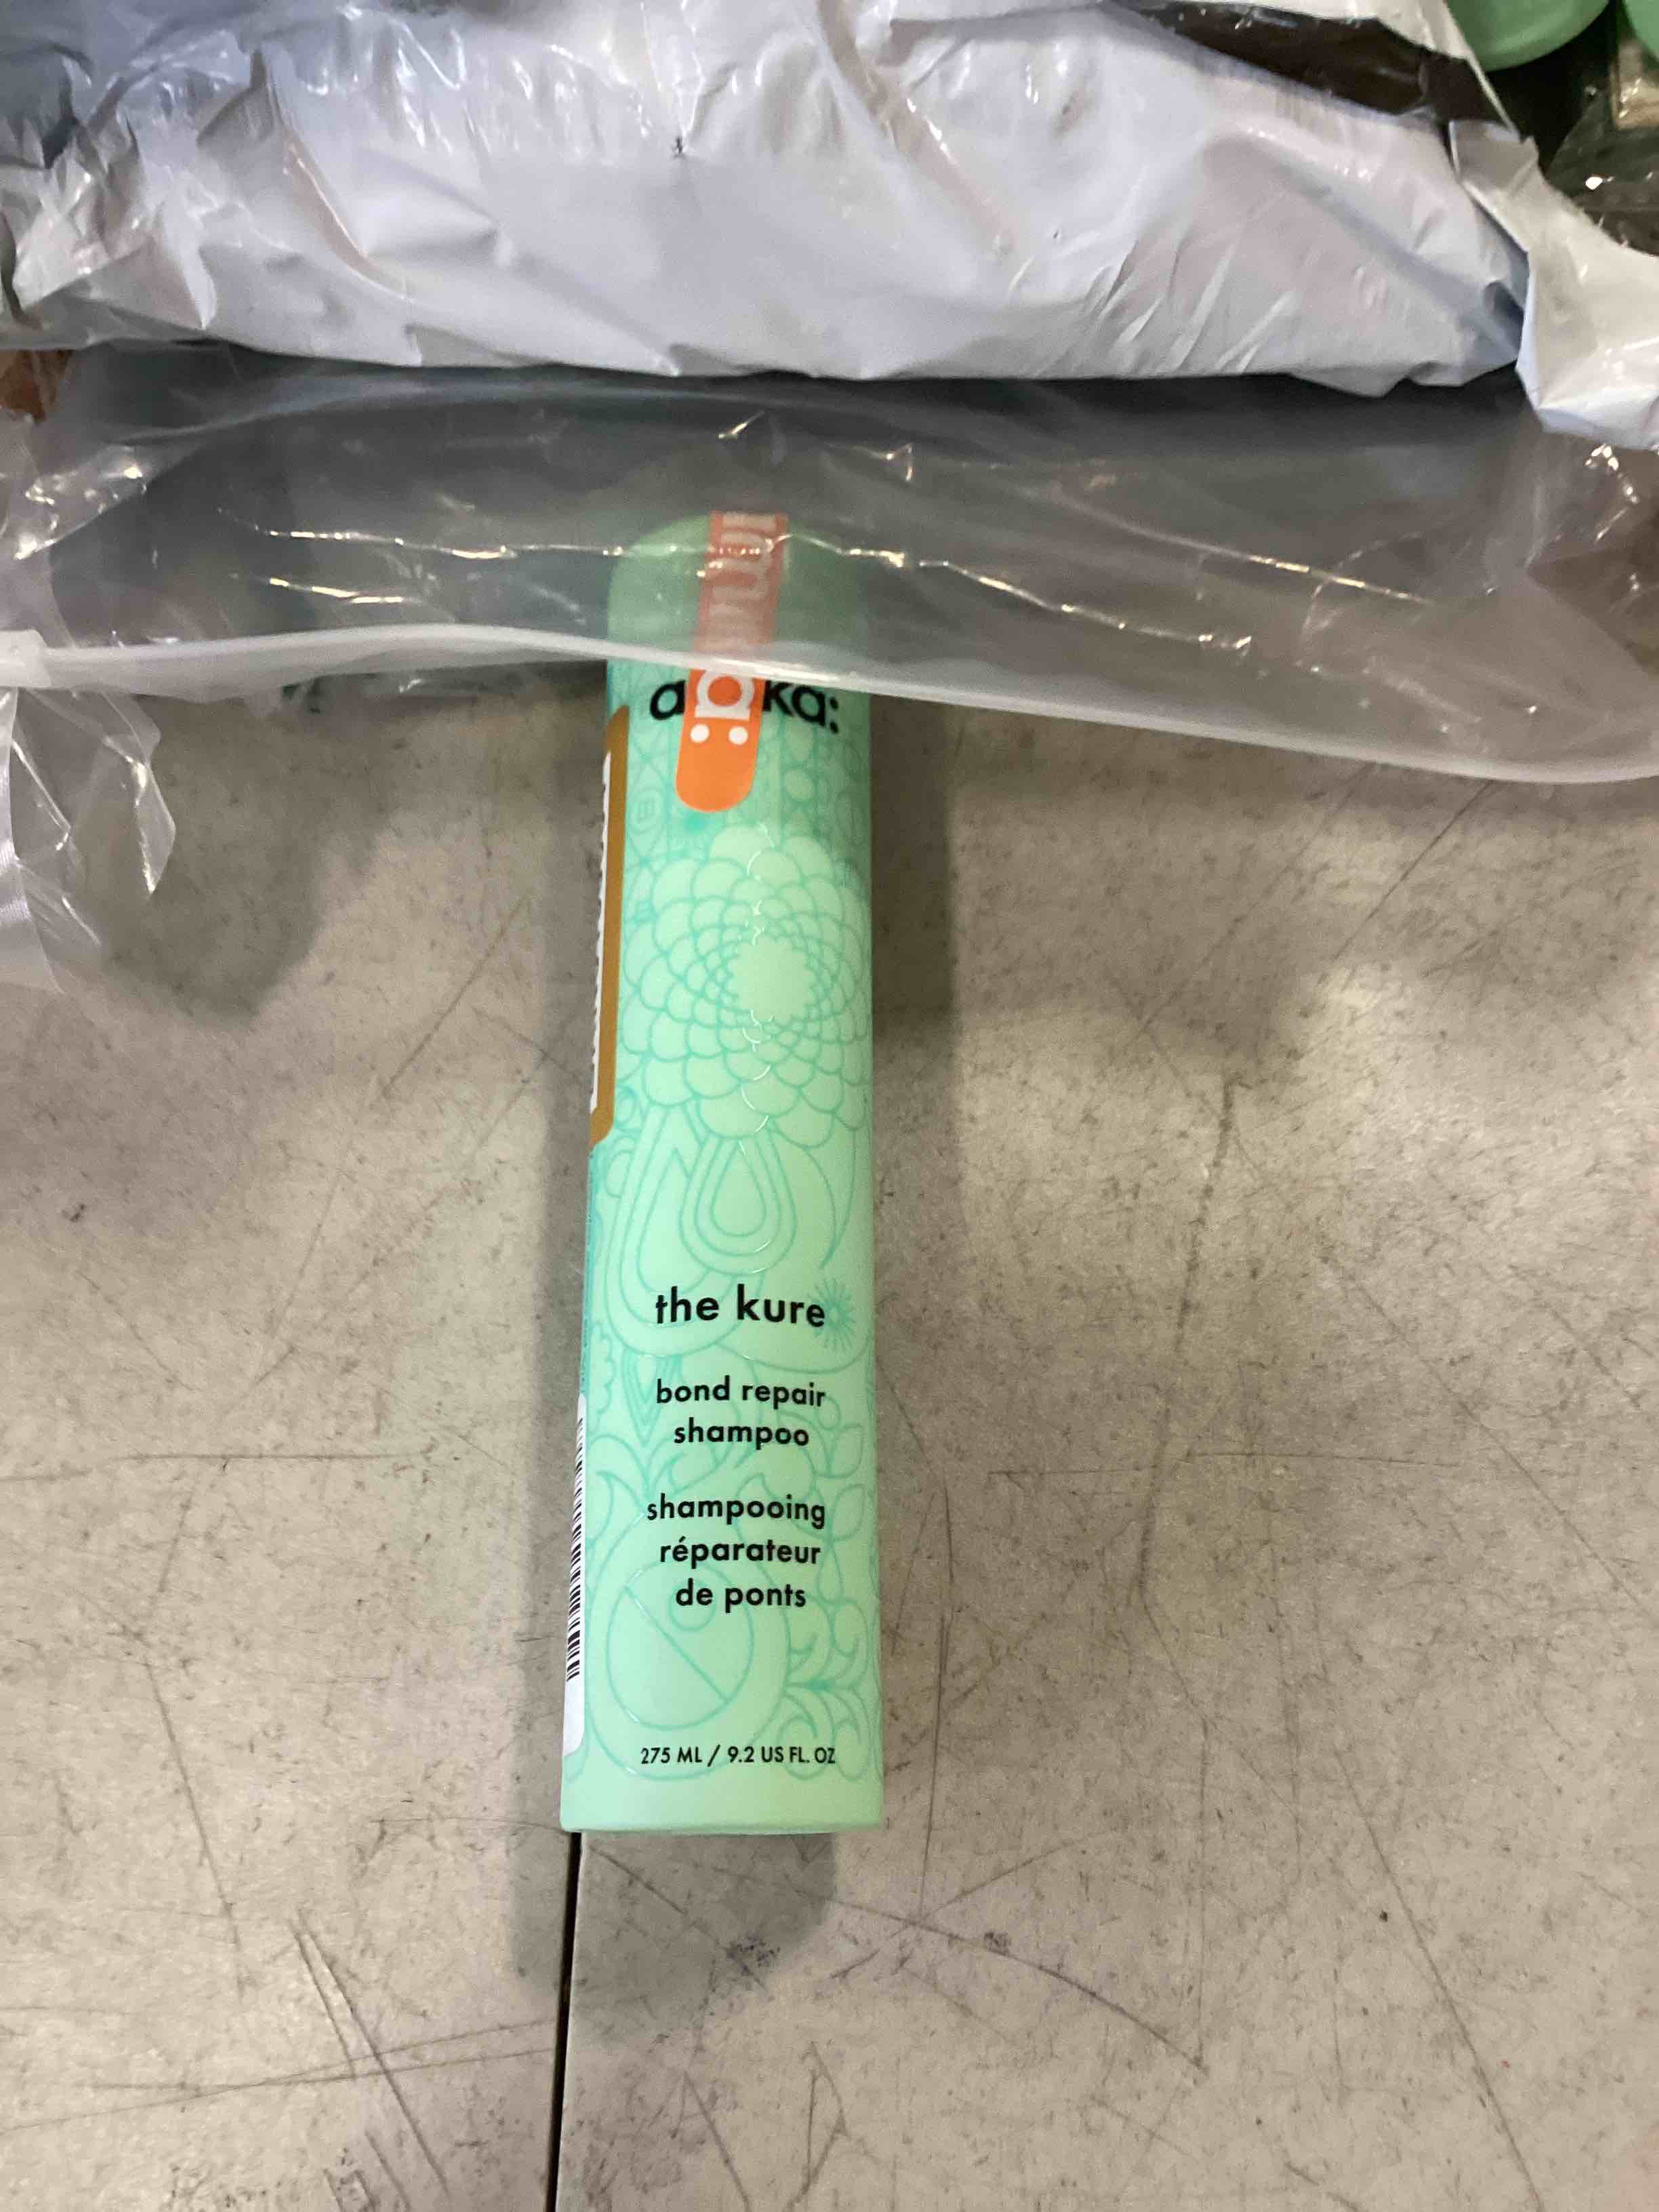 the kure
bond repair
shampoo
shampooing
réparateur
de ponts
275 ML / 9.2 US FL. OZ